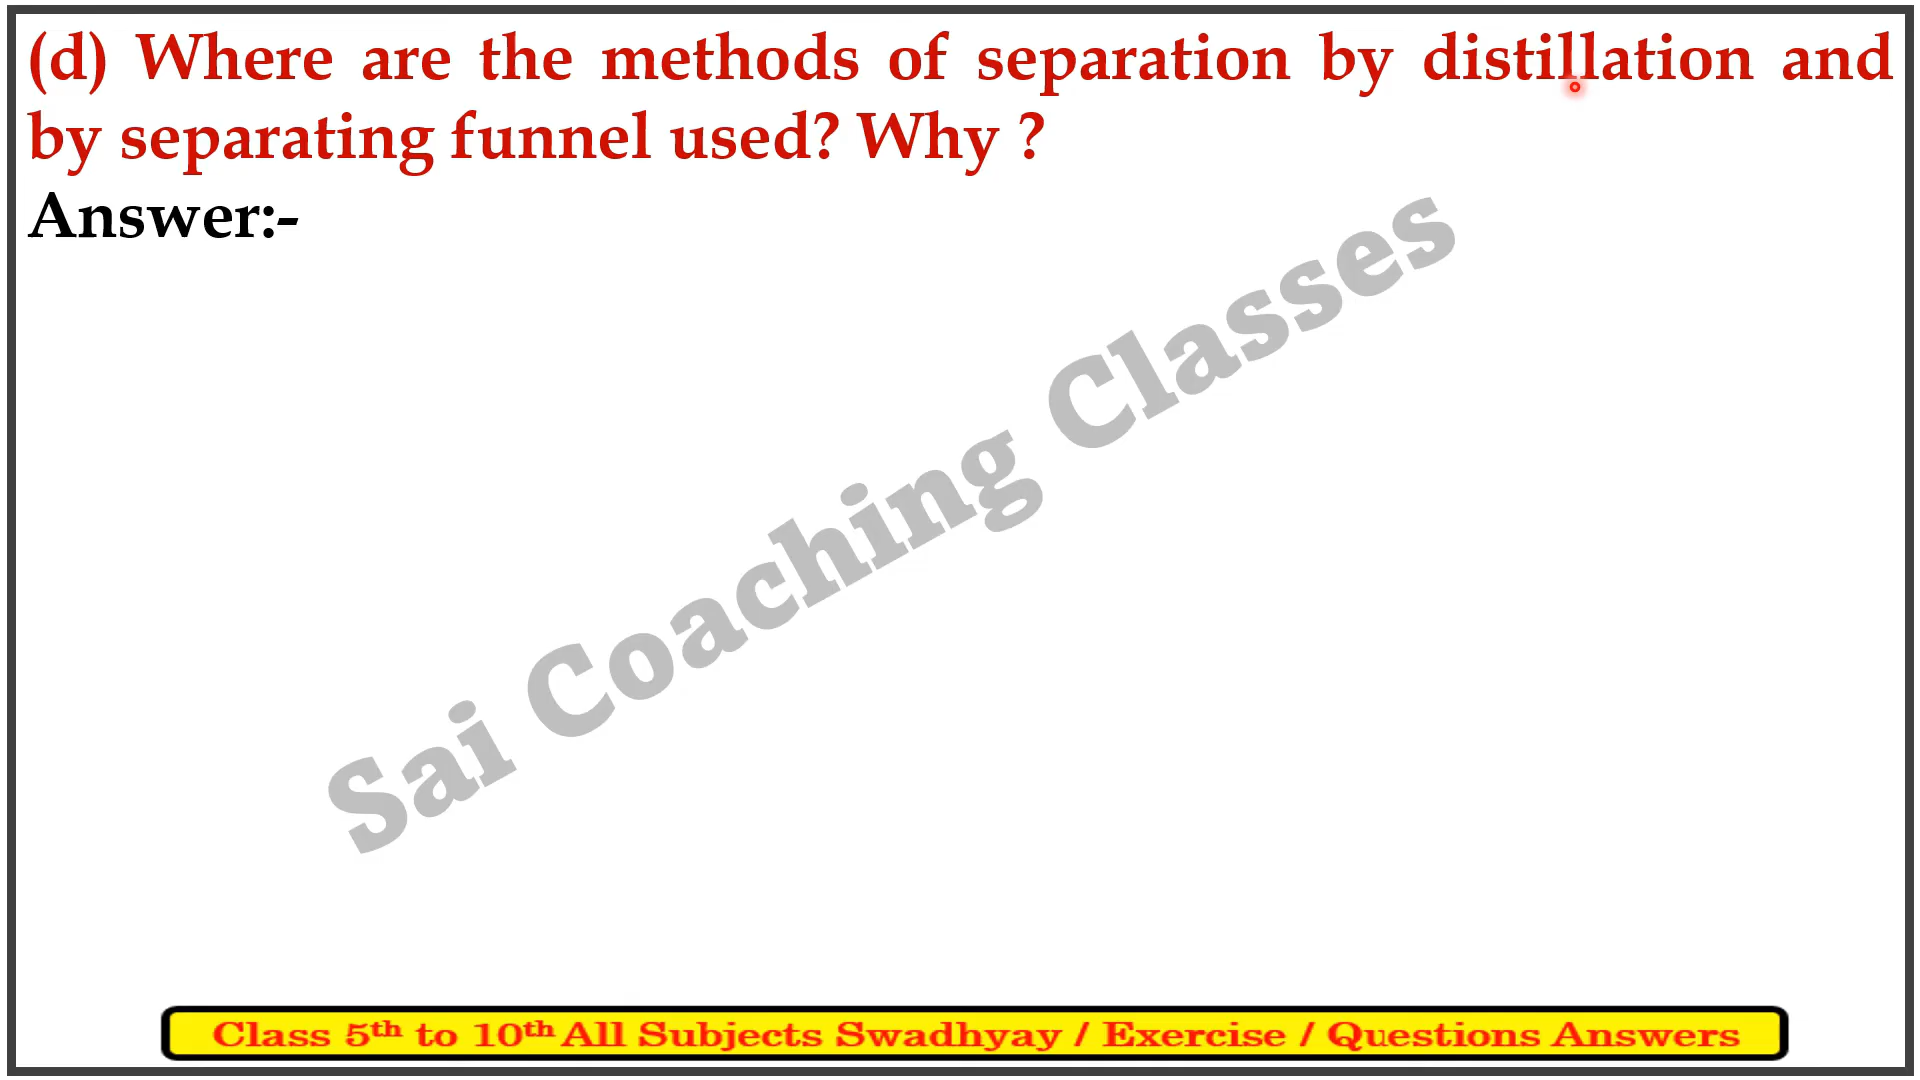 (d) Where are the methods of separation by distillation and
by separating funnel used? Why ?
Answer:-
Sai Coaching Classes
Class 5th to 10th All Subjects Swadhyay / Exercise / Questions Answers